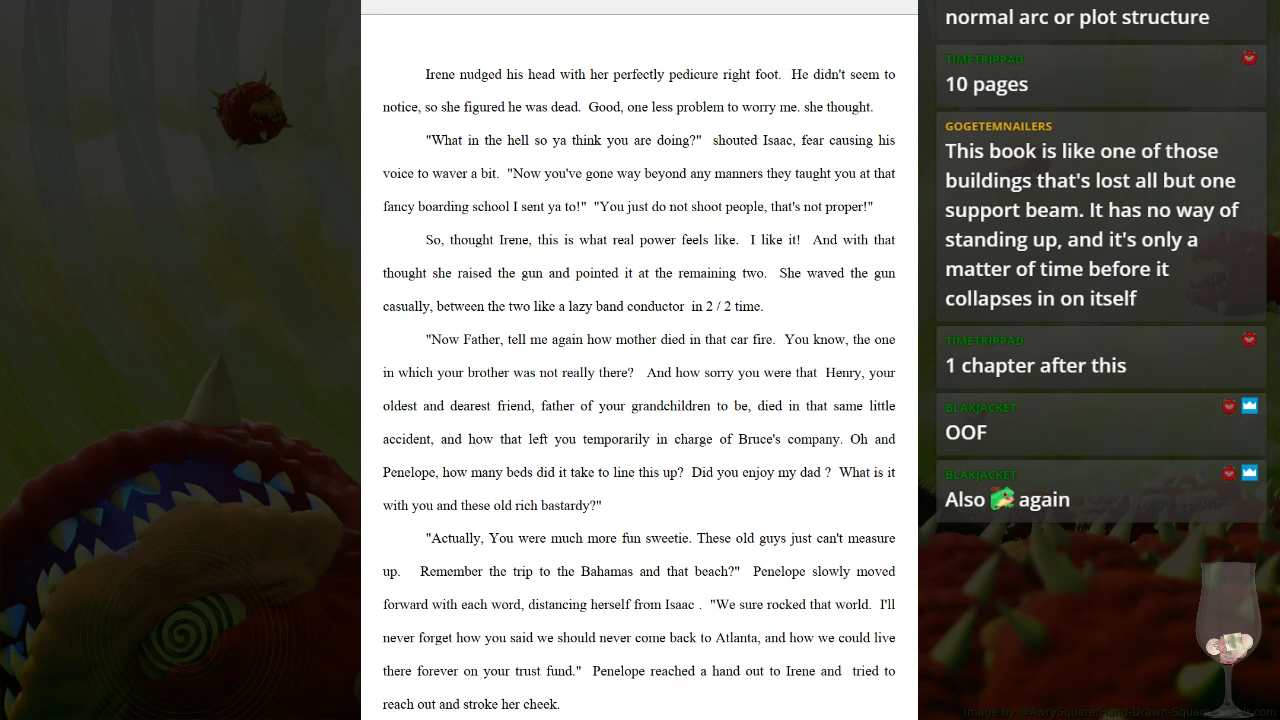 Irene nudged his head with her perfectly pedicure right foot.  He didn't seem to
notice, so she figured he was dead.  Good, one less problem to worry me. she thought.
"What in the hell so ya think you are doing?"  shouted Isaac, fear causing his
voice to waver a bit.  "Now you've gone way beyond any manners they taught you at that
fancy boarding school I sent ya to!"  "You just do not shoot people, that's not proper!"
So, thought Irene, this is what real power feels like.  I like it!  And with that
thought she raised the gun and pointed it at the remaining two.  She waved the gun
casually, between the two like a lazy band conductor  in 2 / 2 time.
"Now Father, tell me again how mother died in that car fire.  You know, the one
in which your brother was not really there?  And how sorry you were that  Henry, your
oldest and dearest friend, father of your grandchildren to be, died in that same little
accident, and how that left you temporarily in charge of Bruce's company. Oh and
Penelope, how many beds did it take to line this up?  Did you enjoy my dad ?  What is it
with you and these old rich bastardy?"
"Actually, You were much more fun sweetie. These old guys just can't measure
up.  Remember the trip to the Bahamas and that beach?"  Penelope slowly moved
forward with each word, distancing herself from Isaac .  "We sure rocked that world.  I'll
never forget how you said we should never come back to Atlanta, and how we could live
there forever on your trust fund."  Penelope reached a hand out to Irene and  tried to
reach out and stroke her cheek.
normal arc or plot structure
TIMETRIPPAD
10 pages
GOGETEMNAILERS
This book is like one of those
buildings that's lost all but one
support beam. It has no way of
standing up, and it's only a
matter of time before it
collapses in on itself
TIMETRIPPAD
1 chapter after this
BLAKJACKET
OOF
BLAKJACKET
Also again